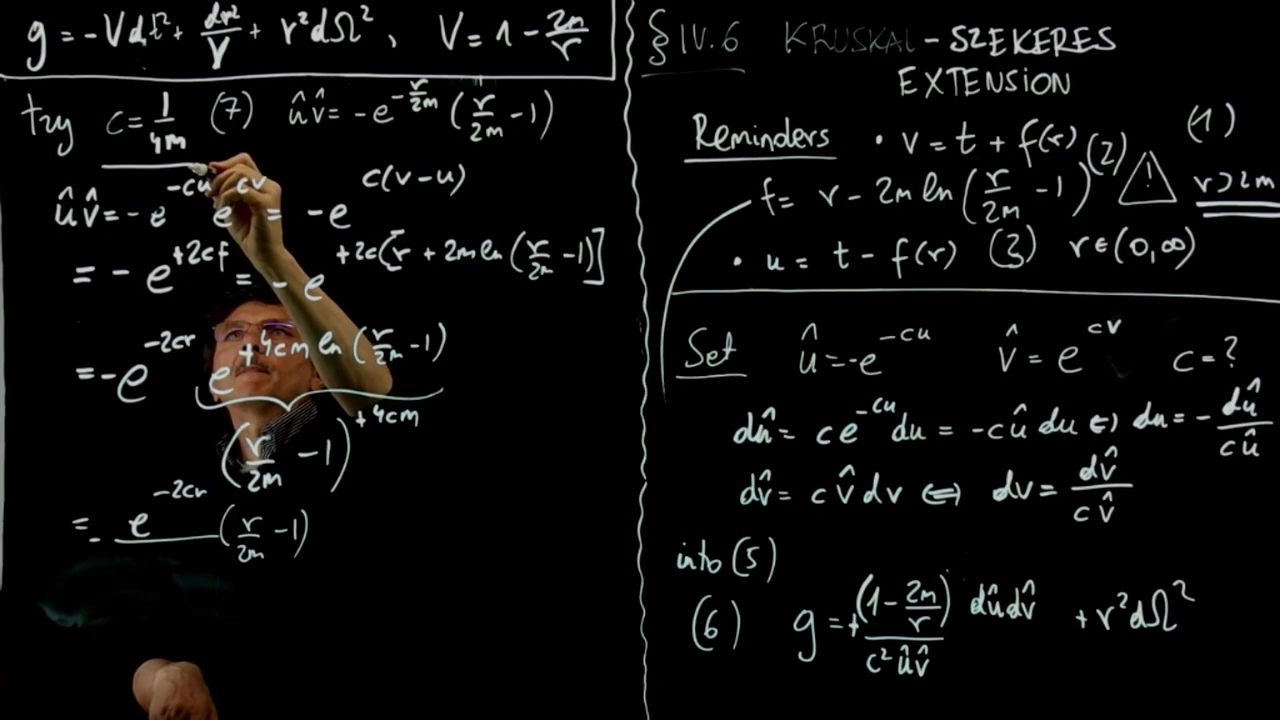 g = -Vdt² + dr²/V + r²dΩ², V = 1 - 2m/r
try c = 1/4m (7) ûv̂ = -e^{-r/2m} (r/2m - 1)
ûv̂ = -e^{-cu} e^{cv} = -e^{c(v-u)}
= -e^{+2cf} = -e^{+2c[r + 2m ln(r/2m - 1)]}
= -e^{-2cr} e^{+4cm ln(r/2m - 1)}
(r/2m - 1)^{+4cm}
= - e^{-2cr} (r/2m - 1)
§ IV.6 KRUSKAL-SZEKERES
EXTENSION
Reminders • v = t + f(r) (1)
f = r - 2m ln(r/2m - 1) (2) ! r>2m
• u = t - f(r) (3) r∈(0,∞)
Set û = -e^{-cu} v̂ = e^{cv} c = ?
dû = ce^{-cu}du = -cûdu ⇔ du = -dû/cû
dv̂ = cv̂dv ⇔ dv = dv̂/cv̂
into (5)
(6) g = +(1 - 2m/r)/c²ûv̂ dûdv̂ + r²dΩ²